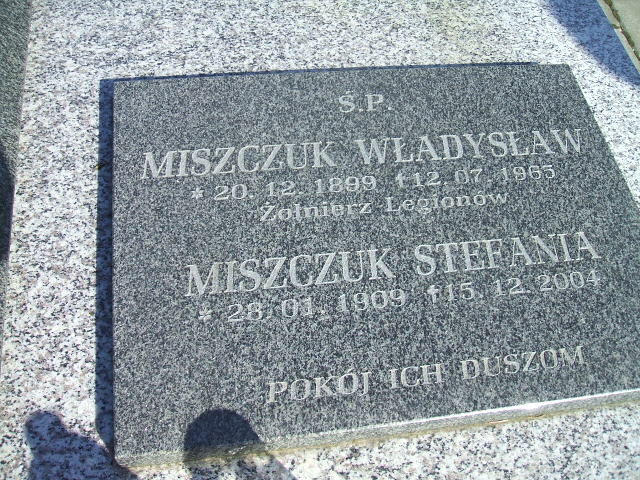 Ś.P.
MISZCZUK WŁADYSŁAW
* 20. 12. 1899 †12. 07. 1965
Żołnierz Legionów
MISZCZUK STEFANIA
* 28. 01. 1909 †15. 12. 2004
POKÓJ ICH DUSZOM